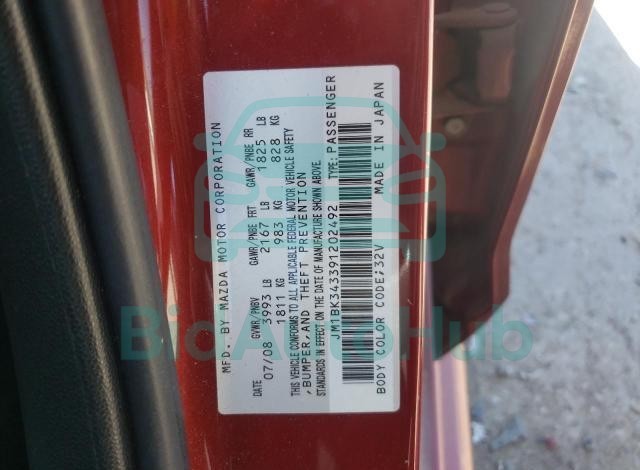 MFD. BY MAZDA MOTOR CORPORATION
DATE GVWR/PNBV GAWR/PNBE FRT GAWR/PNBE RR
07/08 3993 LB 2167 LB 1825 LB
1811 KG 983 KG 828 KG
THIS VEHICLE CONFORMS TO ALL APPLICABLE FEDERAL MOTOR VEHICLE SAFETY
,BUMPER,AND THEFT PREVENTION
STANDARDS IN EFFECT ON THE DATE OF MANUFACTURE SHOWN ABOVE.
JM1BK343391202492 TYPE:PASSENGER
BODY COLOR CODE;32V MADE IN JAPAN
BidAutoHub